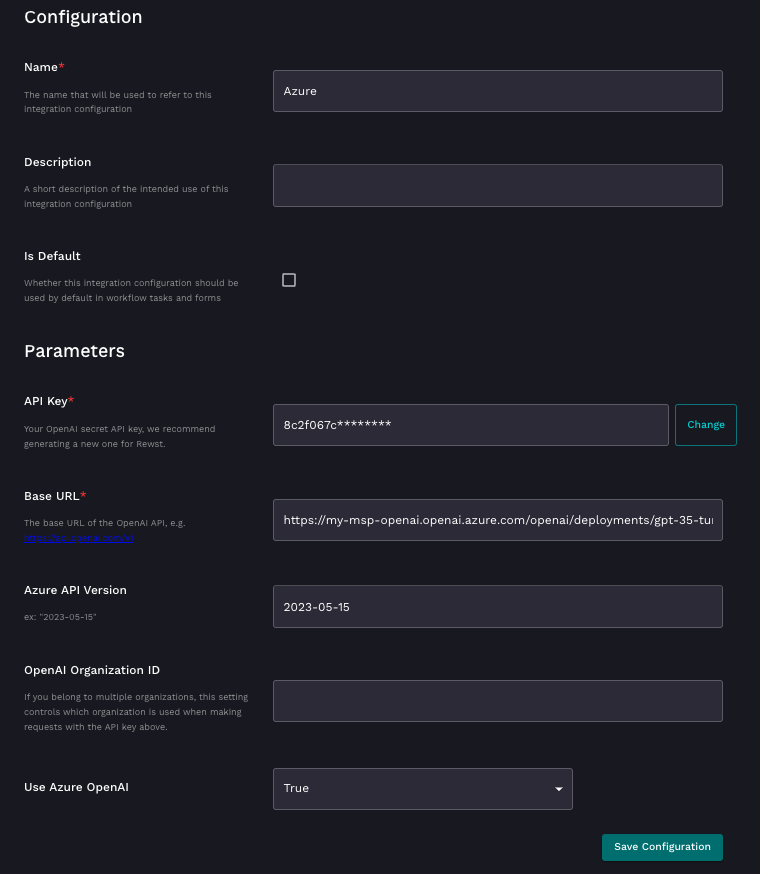 Configuration
Name*
The name that will be used to refer to this
integration configuration
Azure
Description
A short description of the intended use of this
integration configuration
Is Default
Whether this integration configuration should be
used by default in workflow tasks and forms
Parameters
API Key*
Your OpenAI secret API key, we recommend
generating a new one for Rewst.
8c2f067c********
Change
Base URL*
The base URL of the OpenAI API, e.g.
https://api.openai.com/v1
https://my-msp-openai.openai.azure.com/openai/deployments/gpt-35-tur
Azure API Version
ex: "2023-05-15"
2023-05-15
OpenAI Organization ID
If you belong to multiple organizations, this setting
controls which organization is used when making
requests with the API key above.
Use Azure OpenAI
True
Save Configuration